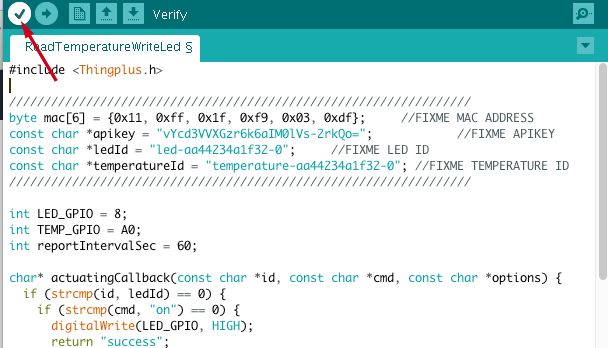 Verify
ReadTemperatureWriteLed §
#include <Thingplus.h>
//////////////////////////////////////////////////////////////////
byte mac[6] = {0x11, 0xff, 0x1f, 0xf9, 0x03, 0xdf};     //FIXME MAC ADDRESS
const char *apikey = "vYcd3VVXGzr6k6aIM0lVs-2rkQo=";            //FIXME APIKEY
const char *ledId = "led-aa44234a1f32-0";     //FIXME LED ID
const char *temperatureId = "temperature-aa44234a1f32-0"; //FIXME TEMPERATURE ID
//////////////////////////////////////////////////////////////////
int LED_GPIO = 8;
int TEMP_GPIO = A0;
int reportIntervalSec = 60;
char* actuatingCallback(const char *id, const char *cmd, const char *options) {
  if (strcmp(id, ledId) == 0) {
    if (strcmp(cmd, "on") == 0) {
      digitalWrite(LED_GPIO, HIGH);
      return "success";